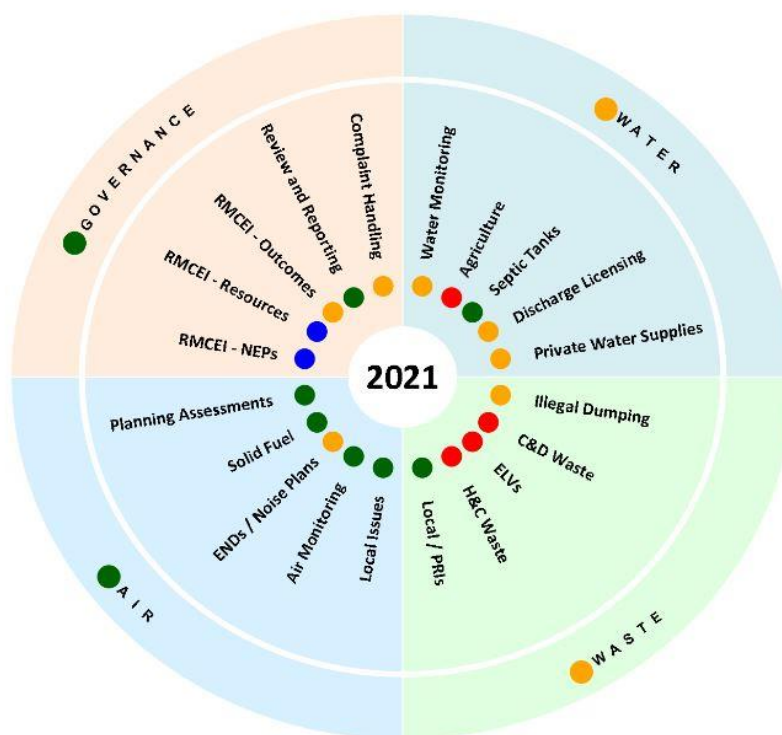 GOVERNANCE
WATER
Complaint Handling
Review and Reporting
RMCEI - Outcomes
RMCEI - Resources
RMCEI - NEPs
Water Monitoring
Agriculture
Septic Tanks
Discharge Licensing
Private Water Supplies
2021
Planning Assessments
Solid Fuel
ENDs / Noise Plans
Air Monitoring
Local Issues
Illegal Dumping
C&D Waste
ELVs
H&C Waste
Local / PRIs
AIR
WASTE